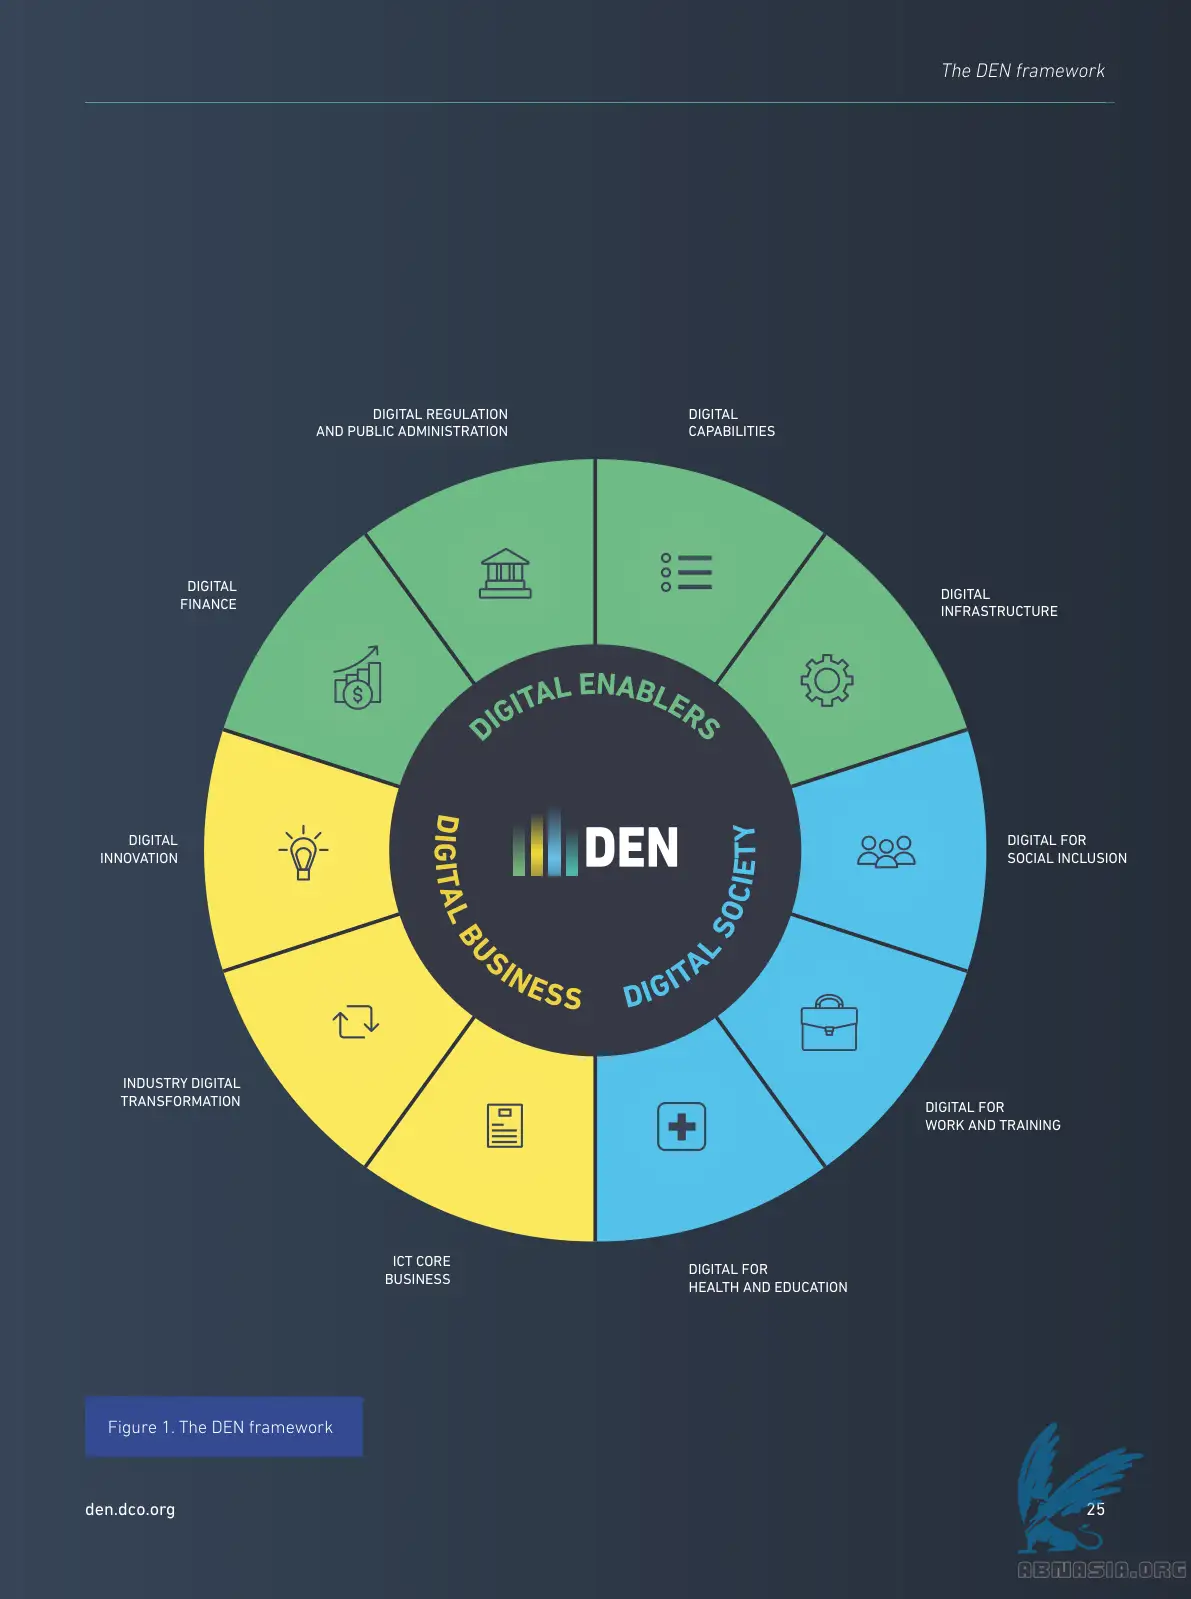 The DEN framework
DIGITAL REGULATION
AND PUBLIC ADMINISTRATION
DIGITAL
CAPABILITIES
DIGITAL
FINANCE
DIGITAL
INFRASTRUCTURE
DIGITAL ENABLERS
DIGITAL
INNOVATION
DIGITAL BUSINESS
DEN
DIGITAL SOCIETY
DIGITAL FOR
SOCIAL INCLUSION
INDUSTRY DIGITAL
TRANSFORMATION
DIGITAL FOR
WORK AND TRAINING
ICT CORE
BUSINESS
DIGITAL FOR
HEALTH AND EDUCATION
Figure 1. The DEN framework
den.dco.org
25
ABNASIA.ORG